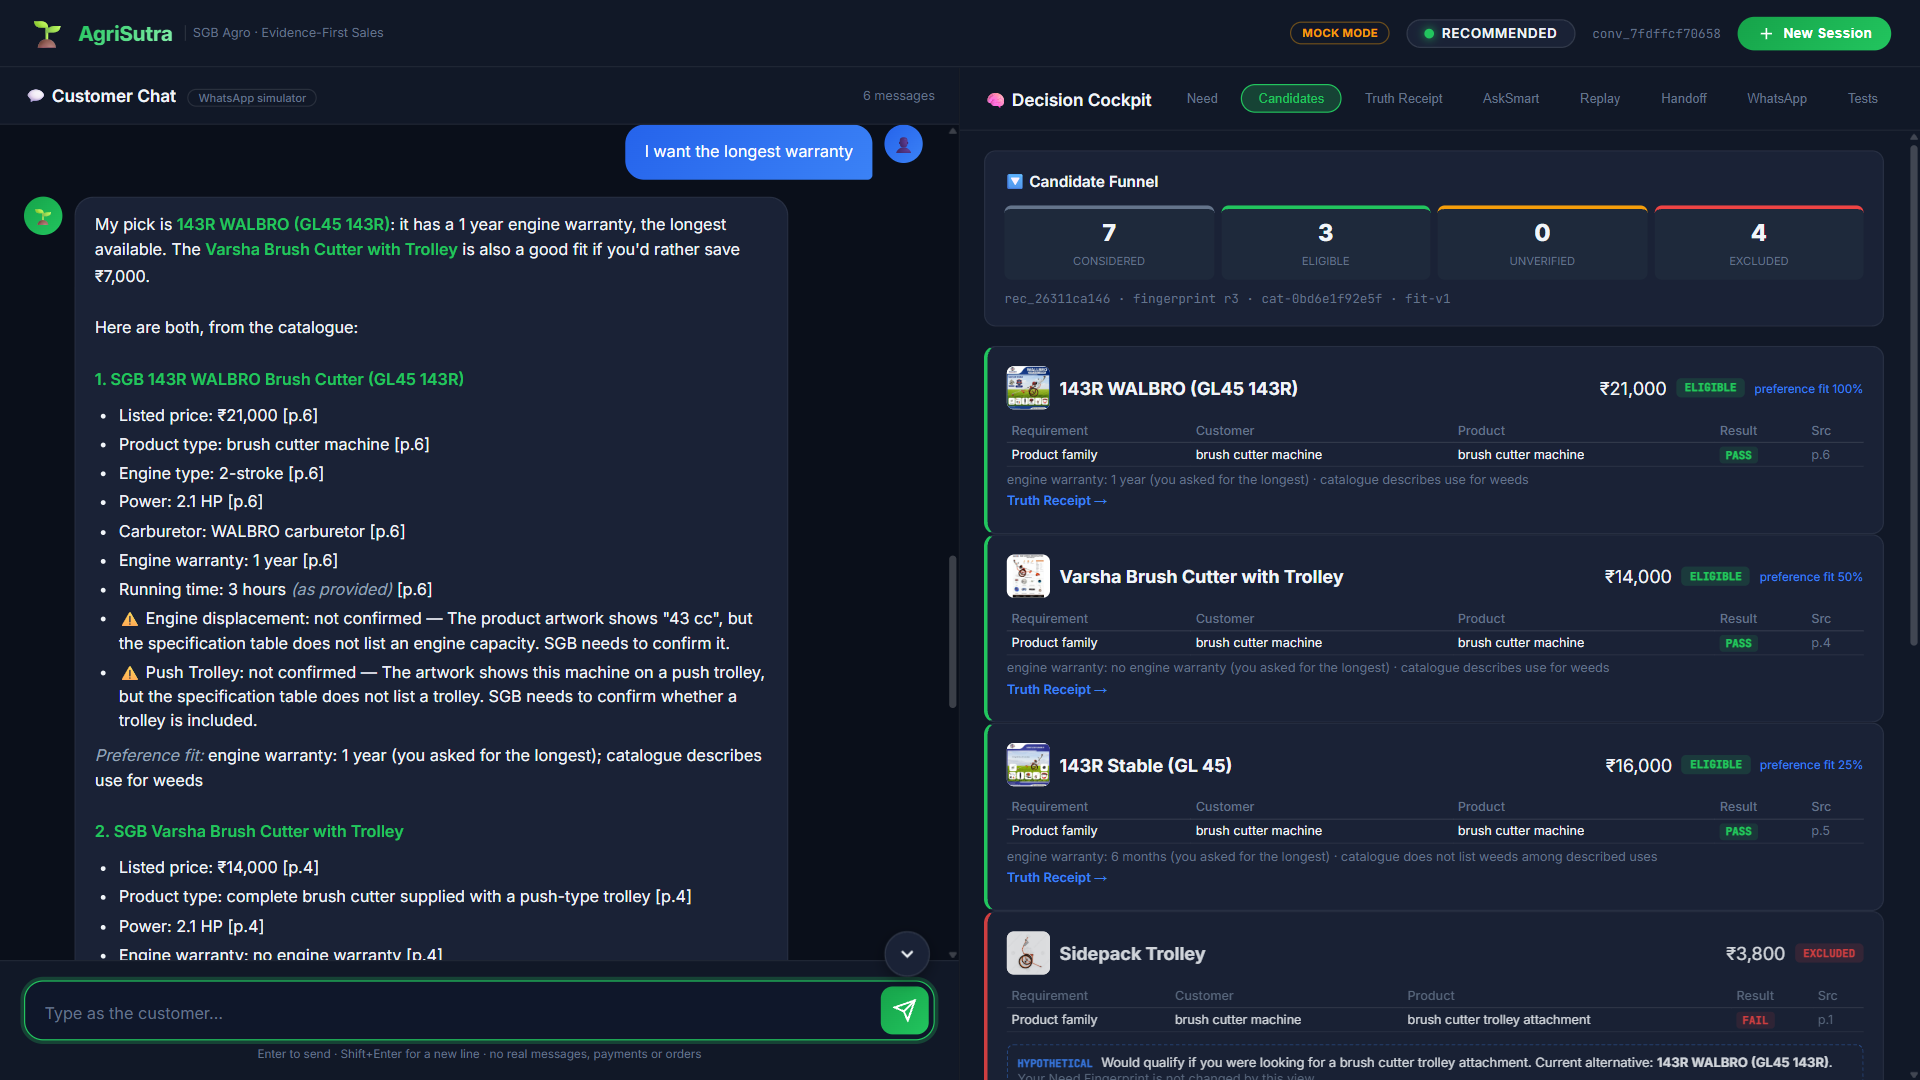 AgriSutra
SGB Agro · Evidence-First Sales
MOCK MODE
RECOMMENDED
conv_7fdffcf70658
+ New Session
Customer Chat
WhatsApp simulator
6 messages
I want the longest warranty
My pick is 143R WALBRO (GL45 143R): it has a 1 year engine warranty, the longest
available. The Varsha Brush Cutter with Trolley is also a good fit if you'd rather save
₹7,000.
Here are both, from the catalogue:
1. SGB 143R WALBRO Brush Cutter (GL45 143R)
• Listed price: ₹21,000 [p.6]
• Product type: brush cutter machine [p.6]
• Engine type: 2-stroke [p.6]
• Power: 2.1 HP [p.6]
• Carburetor: WALBRO carburetor [p.6]
• Engine warranty: 1 year [p.6]
• Running time: 3 hours (as provided) [p.6]
• ⚠ Engine displacement: not confirmed — The product artwork shows "43 cc", but
the specification table does not list an engine capacity. SGB needs to confirm it.
• ⚠ Push Trolley: not confirmed — The artwork shows this machine on a push trolley,
but the specification table does not list a trolley. SGB needs to confirm whether a
trolley is included.
Preference fit: engine warranty: 1 year (you asked for the longest); catalogue describes
use for weeds
2. SGB Varsha Brush Cutter with Trolley
• Listed price: ₹14,000 [p.4]
• Product type: complete brush cutter supplied with a push-type trolley [p.4]
• Power: 2.1 HP [p.4]
• Engine warranty: no engine warranty [p.4]
Type as the customer...
Enter to send · Shift+Enter for a new line · no real messages, payments or orders
Decision Cockpit
Need
Candidates
Truth Receipt
AskSmart
Replay
Handoff
WhatsApp
Tests
Candidate Funnel
7
CONSIDERED
3
ELIGIBLE
0
UNVERIFIED
4
EXCLUDED
rec_26311ca146 · fingerprint r3 · cat-0bd6e1f92e5f · fit-v1
143R WALBRO (GL45 143R)
₹21,000 ELIGIBLE preference fit 100%
Requirement Customer Product Result Src
Product family brush cutter machine brush cutter machine PASS p.6
engine warranty: 1 year (you asked for the longest) · catalogue describes use for weeds
Truth Receipt →
Varsha Brush Cutter with Trolley
₹14,000 ELIGIBLE preference fit 50%
Requirement Customer Product Result Src
Product family brush cutter machine brush cutter machine PASS p.4
engine warranty: no engine warranty (you asked for the longest) · catalogue describes use for weeds
Truth Receipt →
143R Stable (GL 45)
₹16,000 ELIGIBLE preference fit 25%
Requirement Customer Product Result Src
Product family brush cutter machine brush cutter machine PASS p.5
engine warranty: 6 months (you asked for the longest) · catalogue does not list weeds among described uses
Truth Receipt →
Sidepack Trolley
₹3,800 EXCLUDED
Requirement Customer Product Result Src
Product family brush cutter machine brush cutter trolley attachment FAIL p.1
HYPOTHETICAL Would qualify if you were looking for a brush cutter trolley attachment. Current alternative: 143R WALBRO (GL45 143R).
Your Need Fingerprint is not changed by this view